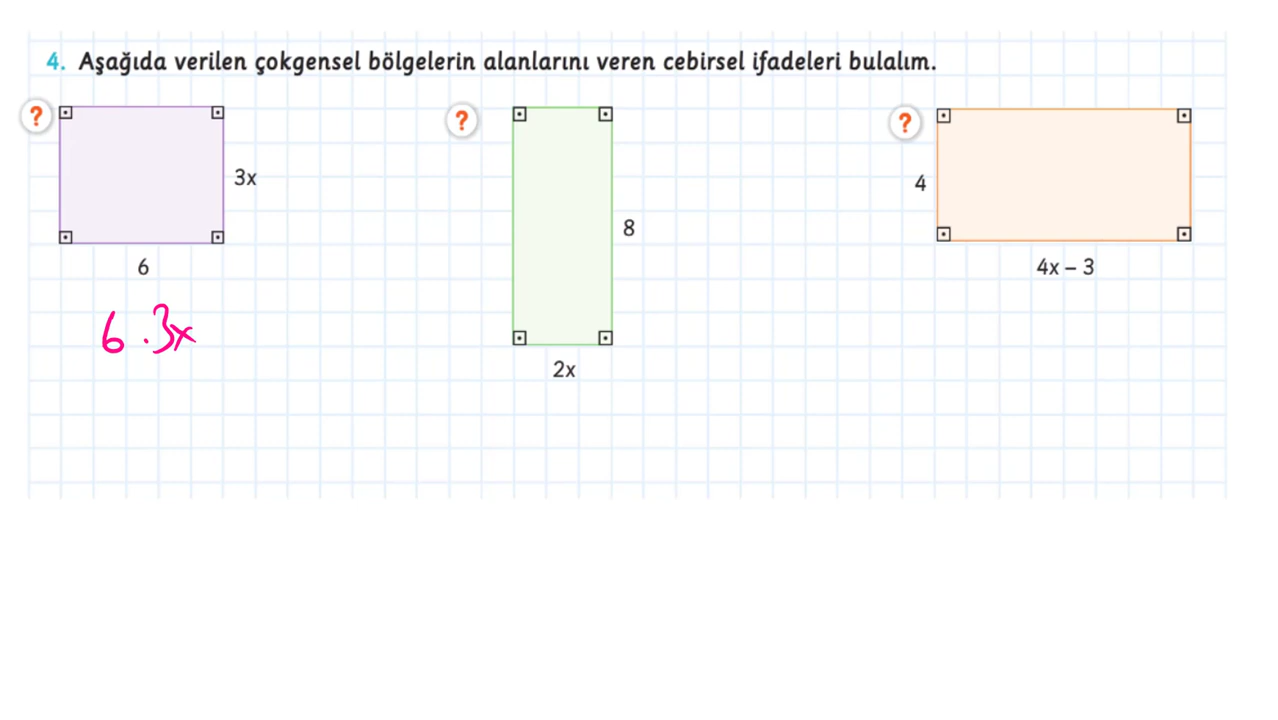 4. Aşağıda verilen çokgensel bölgelerin alanlarını veren cebirsel ifadeleri bulalım.
?
3x
6
6 . 3x
?
8
2x
?
4
4x – 3